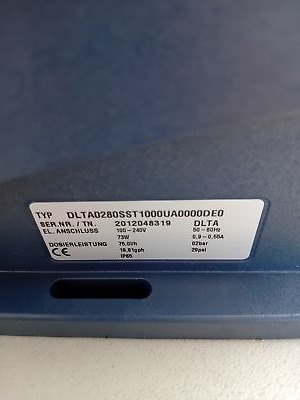 TYP DLTA0280SST1000UA0000DE0
SER.NR. / TN. 2012048319 DLTA
EL. ANSCHLUSS 100-240V 50-60Hz
73W 0,9-0,55A
DOSIERLEISTUNG 75,0l/h 02bar
CE 19,81gph 29psi
IP65